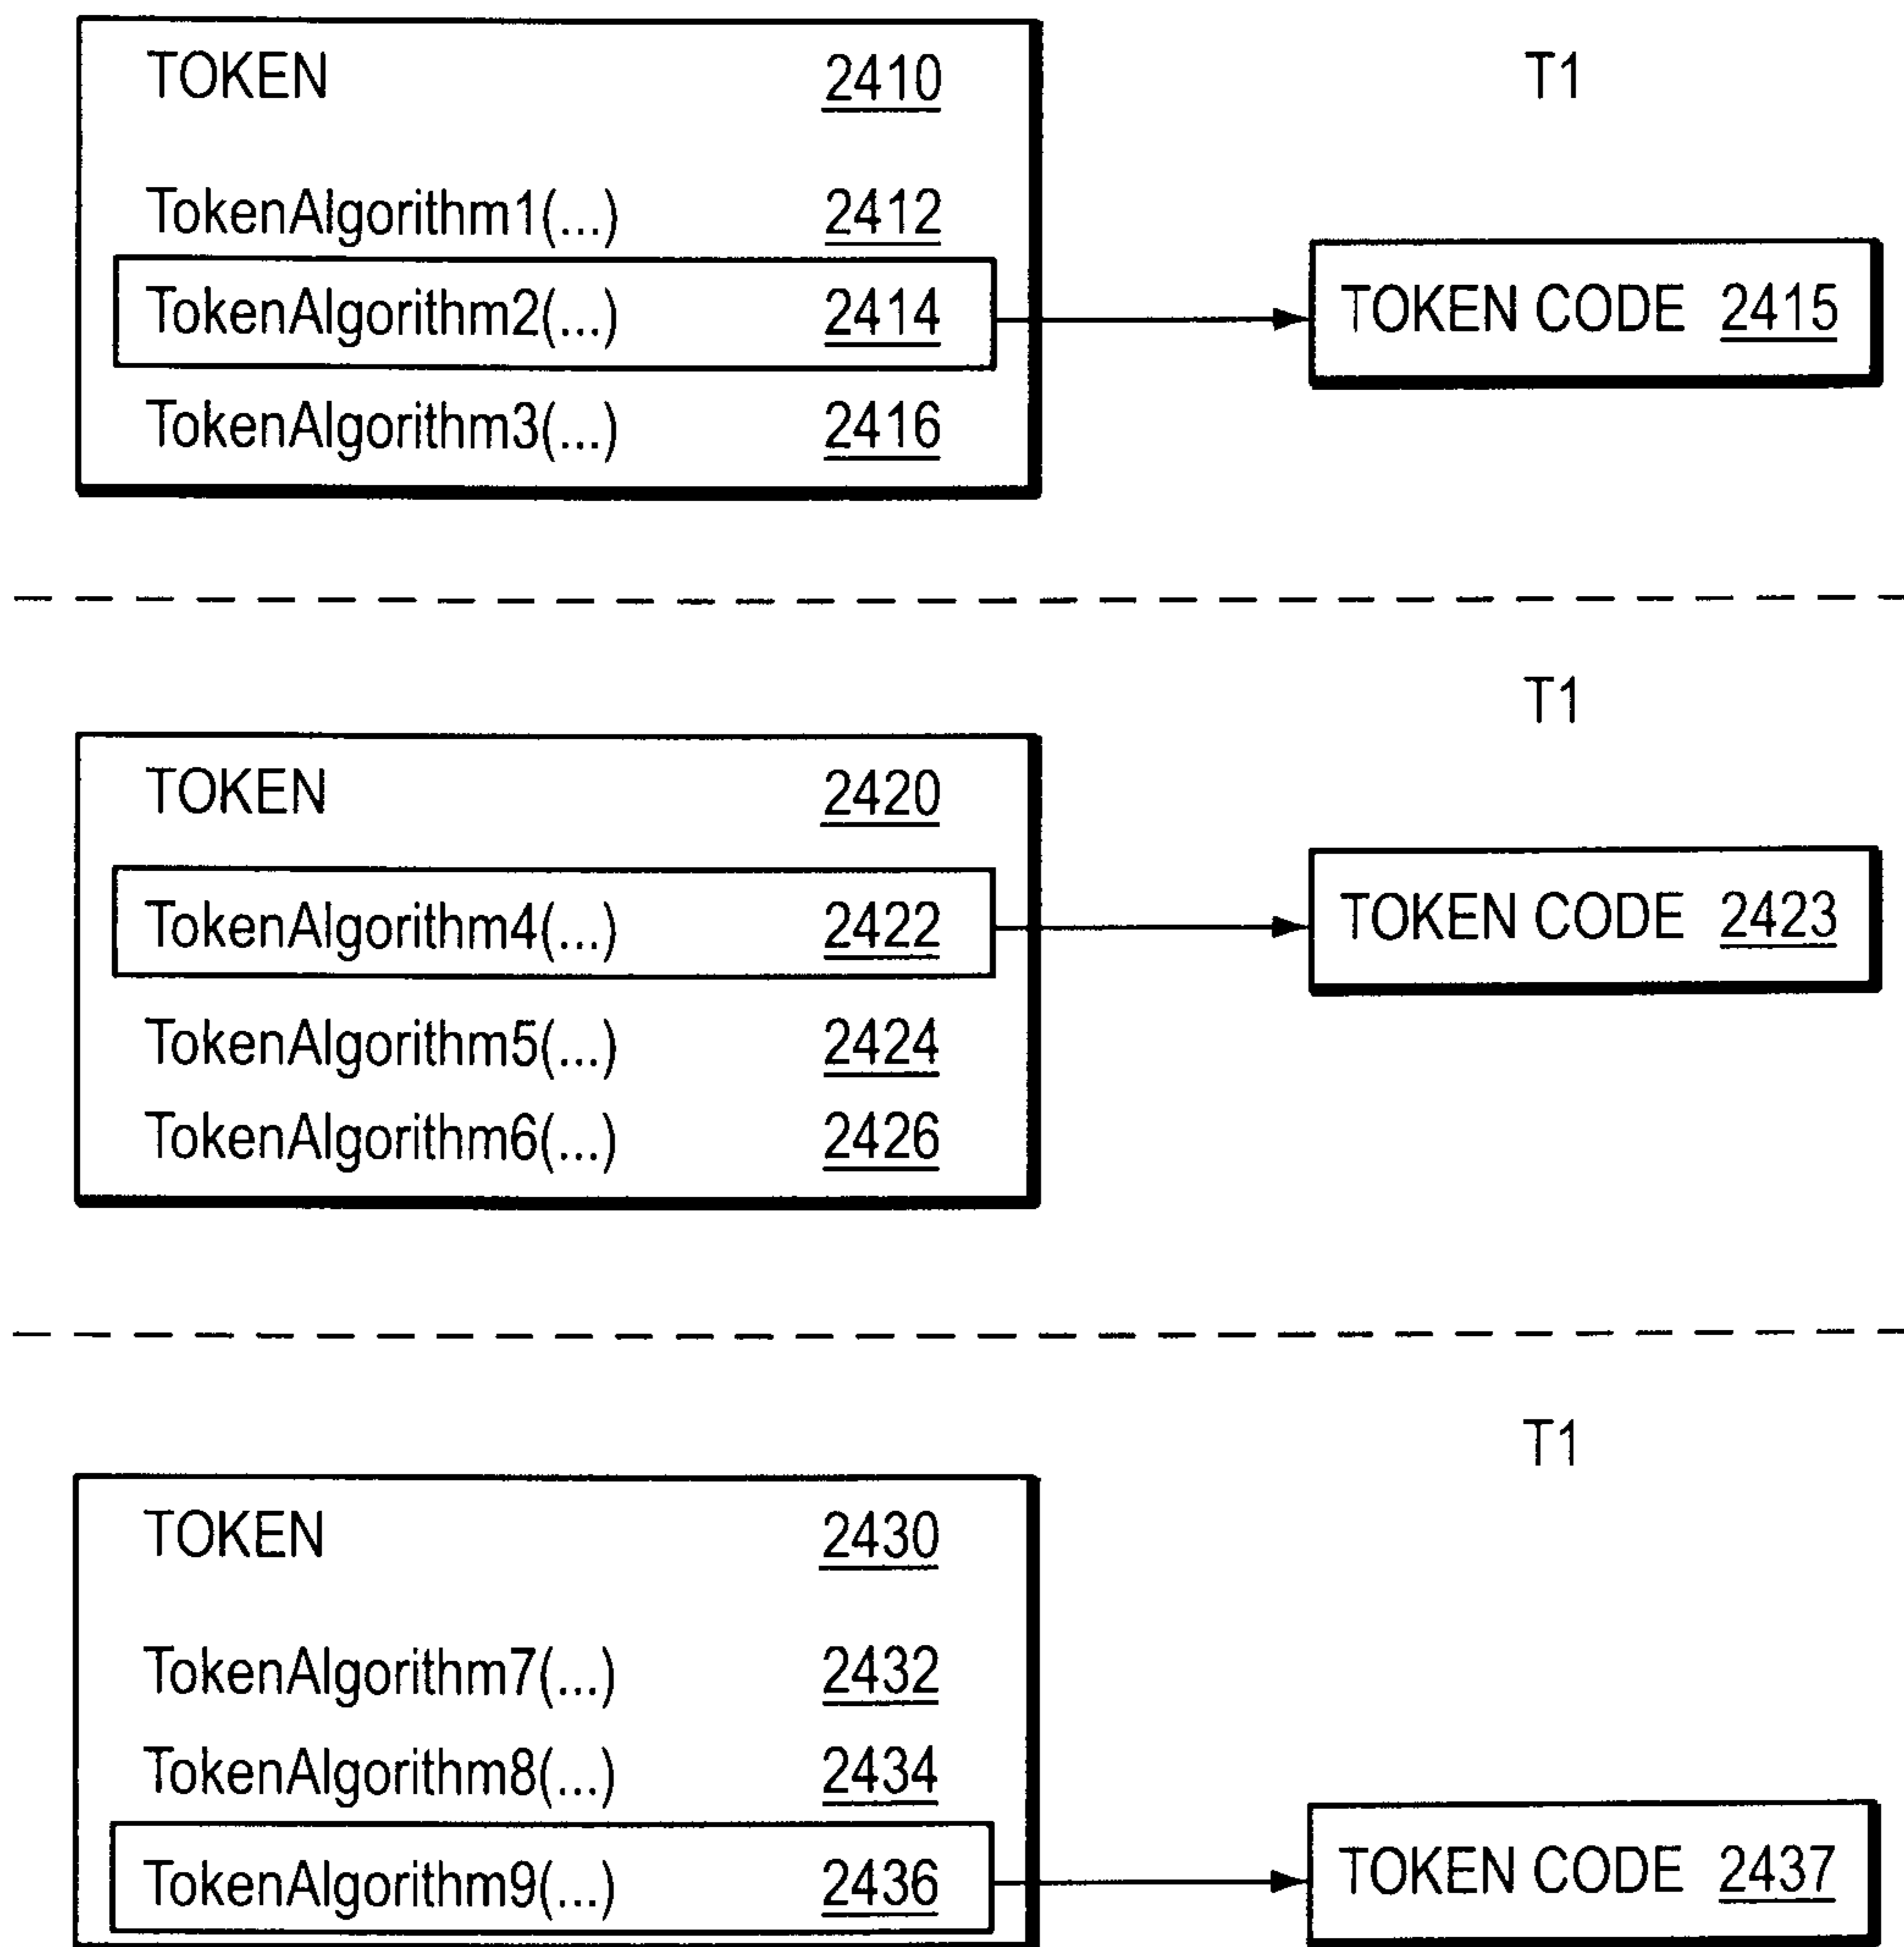 TOKEN 2410 T1
TokenAlgorithm1(...) 2412
TokenAlgorithm2(...) 2414 TOKEN CODE 2415
TokenAlgorithm3(...) 2416
T1
TOKEN 2420
TokenAlgorithm4(...) 2422 TOKEN CODE 2423
TokenAlgorithm5(...) 2424
TokenAlgorithm6(...) 2426
T1
TOKEN 2430
TokenAlgorithm7(...) 2432
TokenAlgorithm8(...) 2434
TokenAlgorithm9(...) 2436 TOKEN CODE 2437